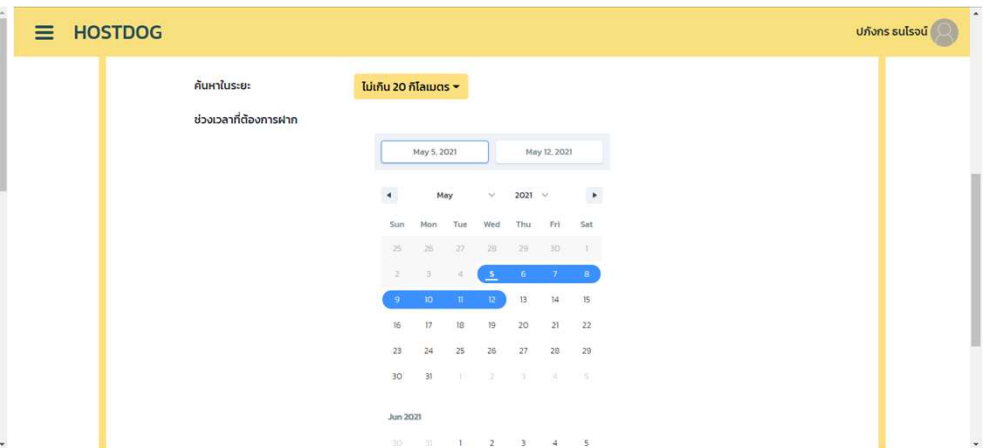 HOSTDOG
ปภังกร ธนโรจน์
ค้นหาในระยะ
ไม่เกิน 20 กิโลเมตร
ช่วงเวลาที่ต้องการฝาก
May 5, 2021 May 12, 2021
May 2021
Sun Mon Tue Wed Thu Fri Sat
25 26 27 28 29 30 1
2 3 4 5 6 7 8
9 10 11 12 13 14 15
16 17 18 19 20 21 22
23 24 25 26 27 28 29
30 31 1 2 3 4 5
Jun 2021
30 31 1 2 3 4 5